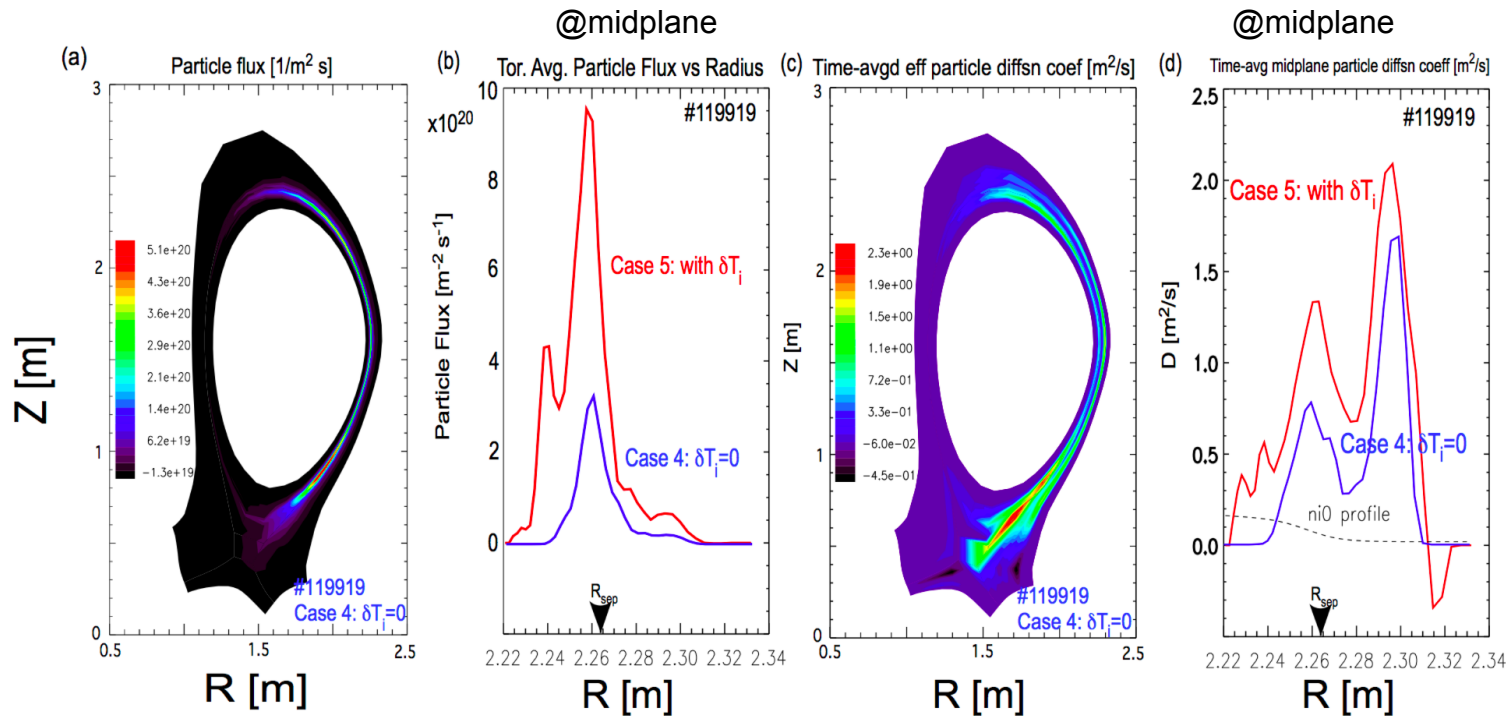 @midplane
@midplane
(a)
Particle flux [1/m² s]
3
2
1
0
Z [m]
5.1e+20
4.3e+20
3.6e+20
2.9e+20
2.1e+20
1.4e+20
6.2e+19
−1.3e+19
#119919
Case 4: δTi=0
0.5
1.5
2.5
R [m]
(b)
Tor. Avg. Particle Flux vs Radius
x10²⁰
10
8
6
4
2
0
Particle Flux [m⁻² s⁻¹]
#119919
Case 5: with δTi
Case 4: δTi=0
Rsep
2.22
2.24
2.26
2.28
2.30
2.32
2.34
R [m]
(c)
Time-avgd eff particle diffsn coef [m²/s]
3
2
1
0
Z [m]
2.3e+00
1.9e+00
1.5e+00
1.1e+00
7.2e−01
3.3e−01
−6.0e−02
−4.5e−01
#119919
Case 4: δTi=0
0.5
1.5
2.5
R [m]
(d)
Time-avg midplane particle diffsn coeff [m²/s]
2.5
2.0
1.5
1.0
0.5
0.0
D [m²/s]
#119919
Case 5: with δTi
Case 4: δTi=0
ni0 profile
Rsep
2.22
2.24
2.26
2.28
2.30
2.32
2.34
R [m]